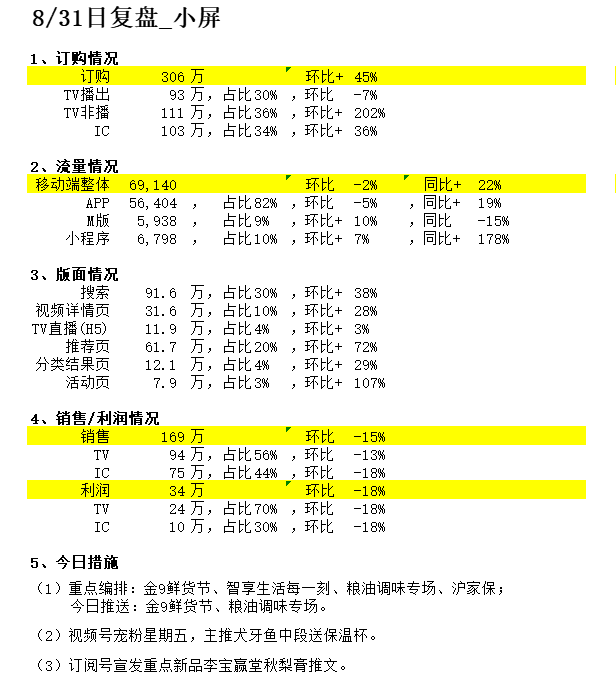 8/31日复盘_小屏
1、订购情况
订购 306 万 环比+ 45%
TV播出 93 万，占比30% ，环比 -7%
TV非播 111 万，占比36% ，环比+ 202%
IC 103 万，占比34% ，环比+ 36%
2、流量情况
移动端整体 69,140 环比 -2% 同比+ 22%
APP 56,404 ， 占比82% ，环比 -5% ，同比+ 19%
M版 5,938 ， 占比9% ，环比+ 10% ，同比 -15%
小程序 6,798 ， 占比10% ，环比+ 7% ，同比+ 178%
3、版面情况
搜索 91.6 万，占比30% ，环比+ 38%
视频详情页 31.6 万，占比10% ，环比+ 28%
TV直播(H5) 11.9 万，占比4% ，环比+ 3%
推荐页 61.7 万，占比20% ，环比+ 72%
分类结果页 12.1 万，占比4% ，环比+ 29%
活动页 7.9 万，占比3% ，环比+ 107%
4、销售/利润情况
销售 169 万 环比 -15%
TV 94 万，占比56% ，环比 -13%
IC 75 万，占比44% ，环比 -18%
利润 34 万 环比 -18%
TV 24 万，占比70% ，环比 -18%
IC 10 万，占比30% ，环比 -18%
5、今日措施
（1）重点编排：金9鲜货节、智享生活每一刻、粮油调味专场、沪家保；
今日推送：金9鲜货节、粮油调味专场。
（2）视频号宠粉星期五，主推犬牙鱼中段送保温杯。
（3）订阅号宣发重点新品李宝赢堂秋梨膏推文。